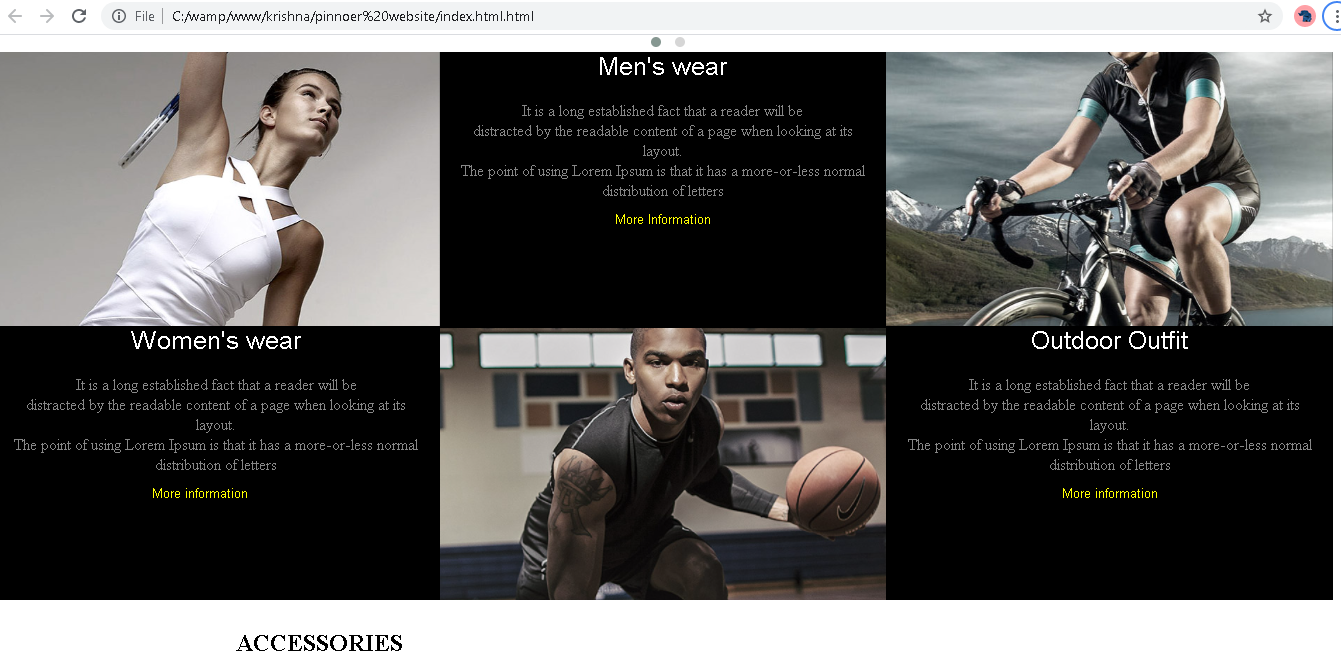 File
C:/wamp/www/krishna/pinnoer%20website/index.html.html
Men's wear
It is a long established fact that a reader will be
distracted by the readable content of a page when looking at its
layout.
The point of using Lorem Ipsum is that it has a more-or-less normal
distribution of letters
More Information
Women's wear
It is a long established fact that a reader will be
distracted by the readable content of a page when looking at its
layout.
The point of using Lorem Ipsum is that it has a more-or-less normal
distribution of letters
More information
Outdoor Outfit
It is a long established fact that a reader will be
distracted by the readable content of a page when looking at its
layout.
The point of using Lorem Ipsum is that it has a more-or-less normal
distribution of letters
More information
ACCESSORIES